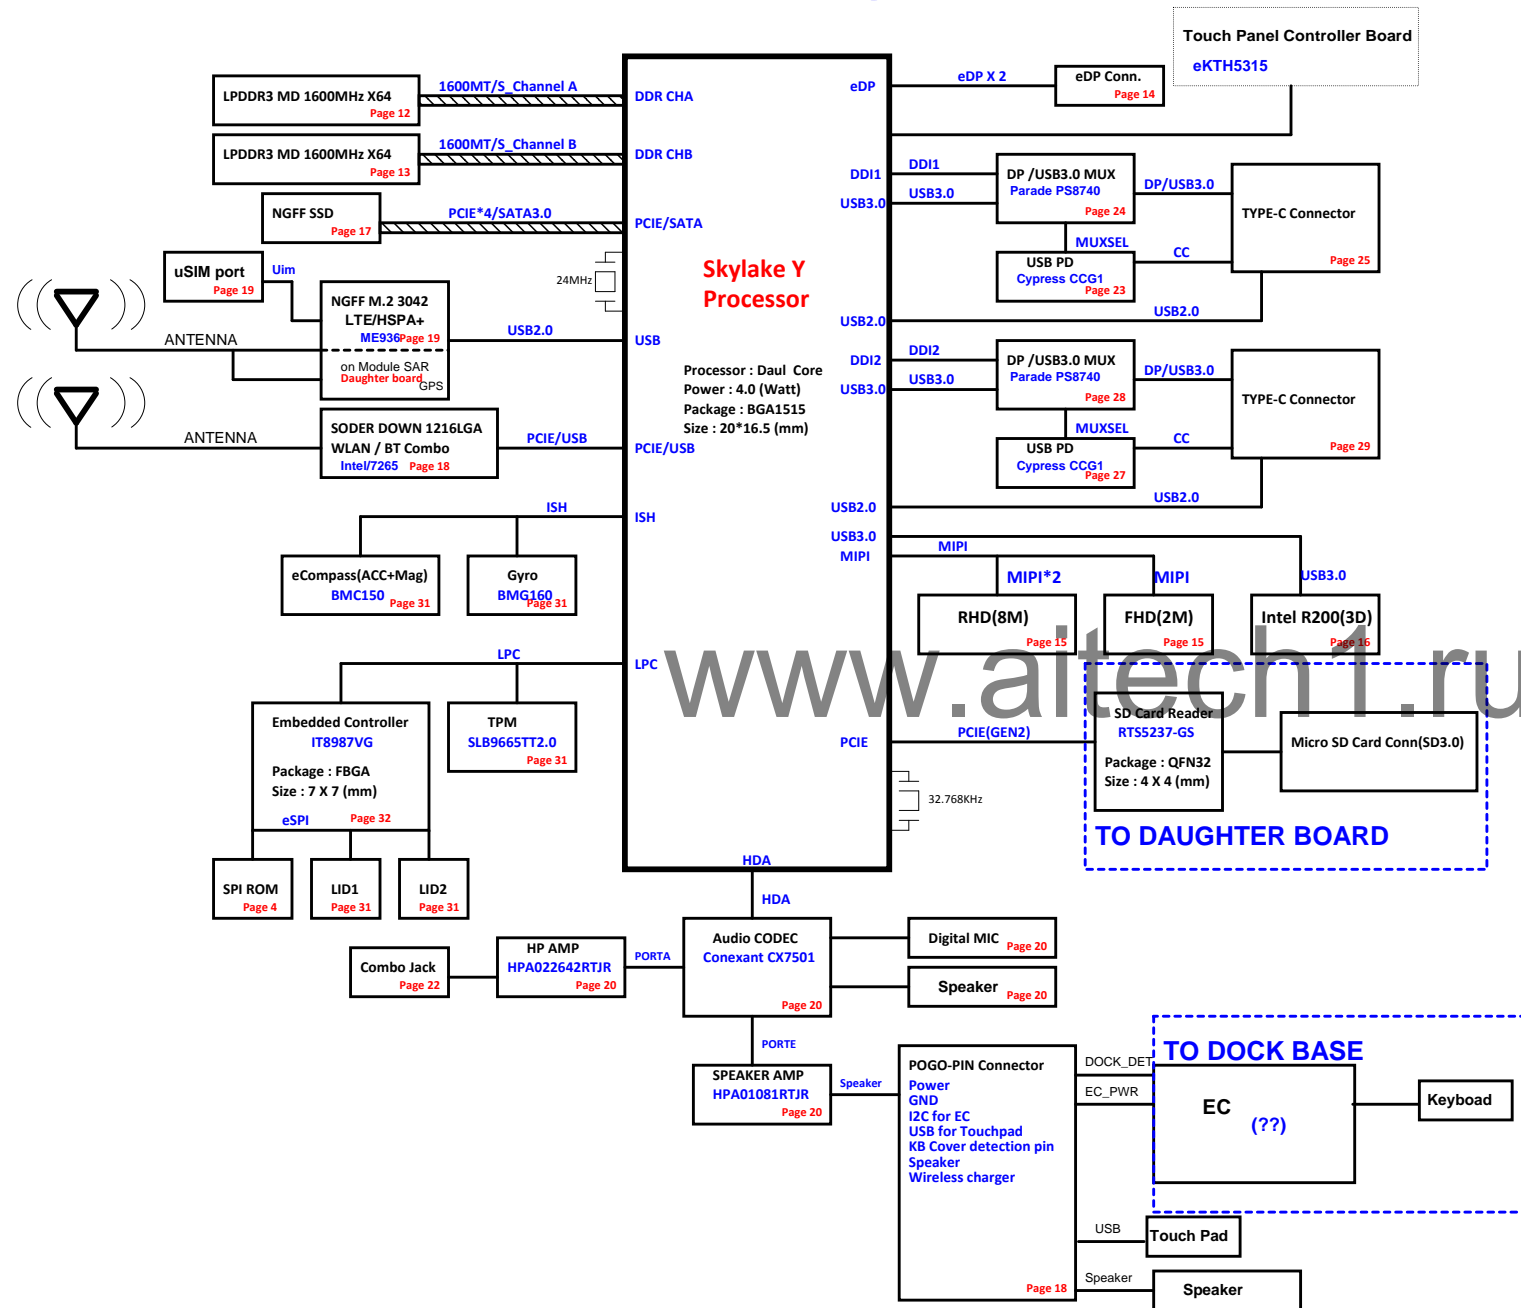 Touch Panel Controller Board
eKTH5315
LPDDR3 MD 1600MHz X64
Page 12
1600MT/S_Channel A
DDR CHA
LPDDR3 MD 1600MHz X64
Page 13
1600MT/S_Channel B
DDR CHB
NGFF SSD
Page 17
PCIE*4/SATA3.0
PCIE/SATA
24MHz
uSIM port
Page 19
Uim
NGFF M.2 3042
LTE/HSPA+
ME936
Page 19
on Module SAR
Daughter board
GPS
ANTENNA
USB2.0
USB
SODER DOWN 1216LGA
WLAN / BT Combo
Intel/7265
Page 18
ANTENNA
PCIE/USB
PCIE/USB
ISH
ISH
eCompass(ACC+Mag)
BMC150
Page 31
Gyro
BMG160
Page 31
LPC
LPC
Embedded Controller
IT8987VG
Package : FBGA
Size : 7 X 7 (mm)
eSPI
Page 32
TPM
SLB9665TT2.0
Page 31
SPI ROM
Page 4
LID1
Page 31
LID2
Page 31
Skylake Y
Processor
Processor : Daul  Core
Power : 4.0 (Watt)
Package : BGA1515
Size : 20*16.5 (mm)
eDP
eDP X 2
eDP Conn.
Page 14
DDI1
DDI1
USB3.0
USB3.0
DP /USB3.0 MUX
Parade PS8740
Page 24
DP/USB3.0
MUXSEL
USB PD
Cypress CCG1
Page 23
CC
TYPE-C Connector
Page 25
USB2.0
USB2.0
DDI2
DDI2
USB3.0
USB3.0
DP /USB3.0 MUX
Parade PS8740
Page 28
DP/USB3.0
MUXSEL
USB PD
Cypress CCG1
Page 27
CC
TYPE-C Connector
Page 29
USB2.0
USB2.0
USB3.0
MIPI
MIPI
MIPI*2
MIPI
USB3.0
RHD(8M)
Page 15
FHD(2M)
Page 15
Intel R200(3D)
Page 16
www.aitech1.ru
PCIE
PCIE(GEN2)
SD Card Reader
RTS5237-GS
Package : QFN32
Size : 4 X 4 (mm)
Micro SD Card Conn(SD3.0)
TO DAUGHTER BOARD
32.768KHz
HDA
HDA
Audio CODEC
Conexant CX7501
Page 20
Digital MIC
Page 20
Speaker
Page 20
PORTA
HP AMP
HPA022642RTJR
Page 20
Combo Jack
Page 22
PORTE
SPEAKER AMP
HPA01081RTJR
Page 20
Speaker
POGO-PIN Connector
Power
GND
I2C for EC
USB for Touchpad
KB Cover detection pin
Speaker
Wireless charger
Page 18
DOCK_DET
EC_PWR
TO DOCK BASE
EC
(??)
Keyboad
USB
Touch Pad
Speaker
Speaker